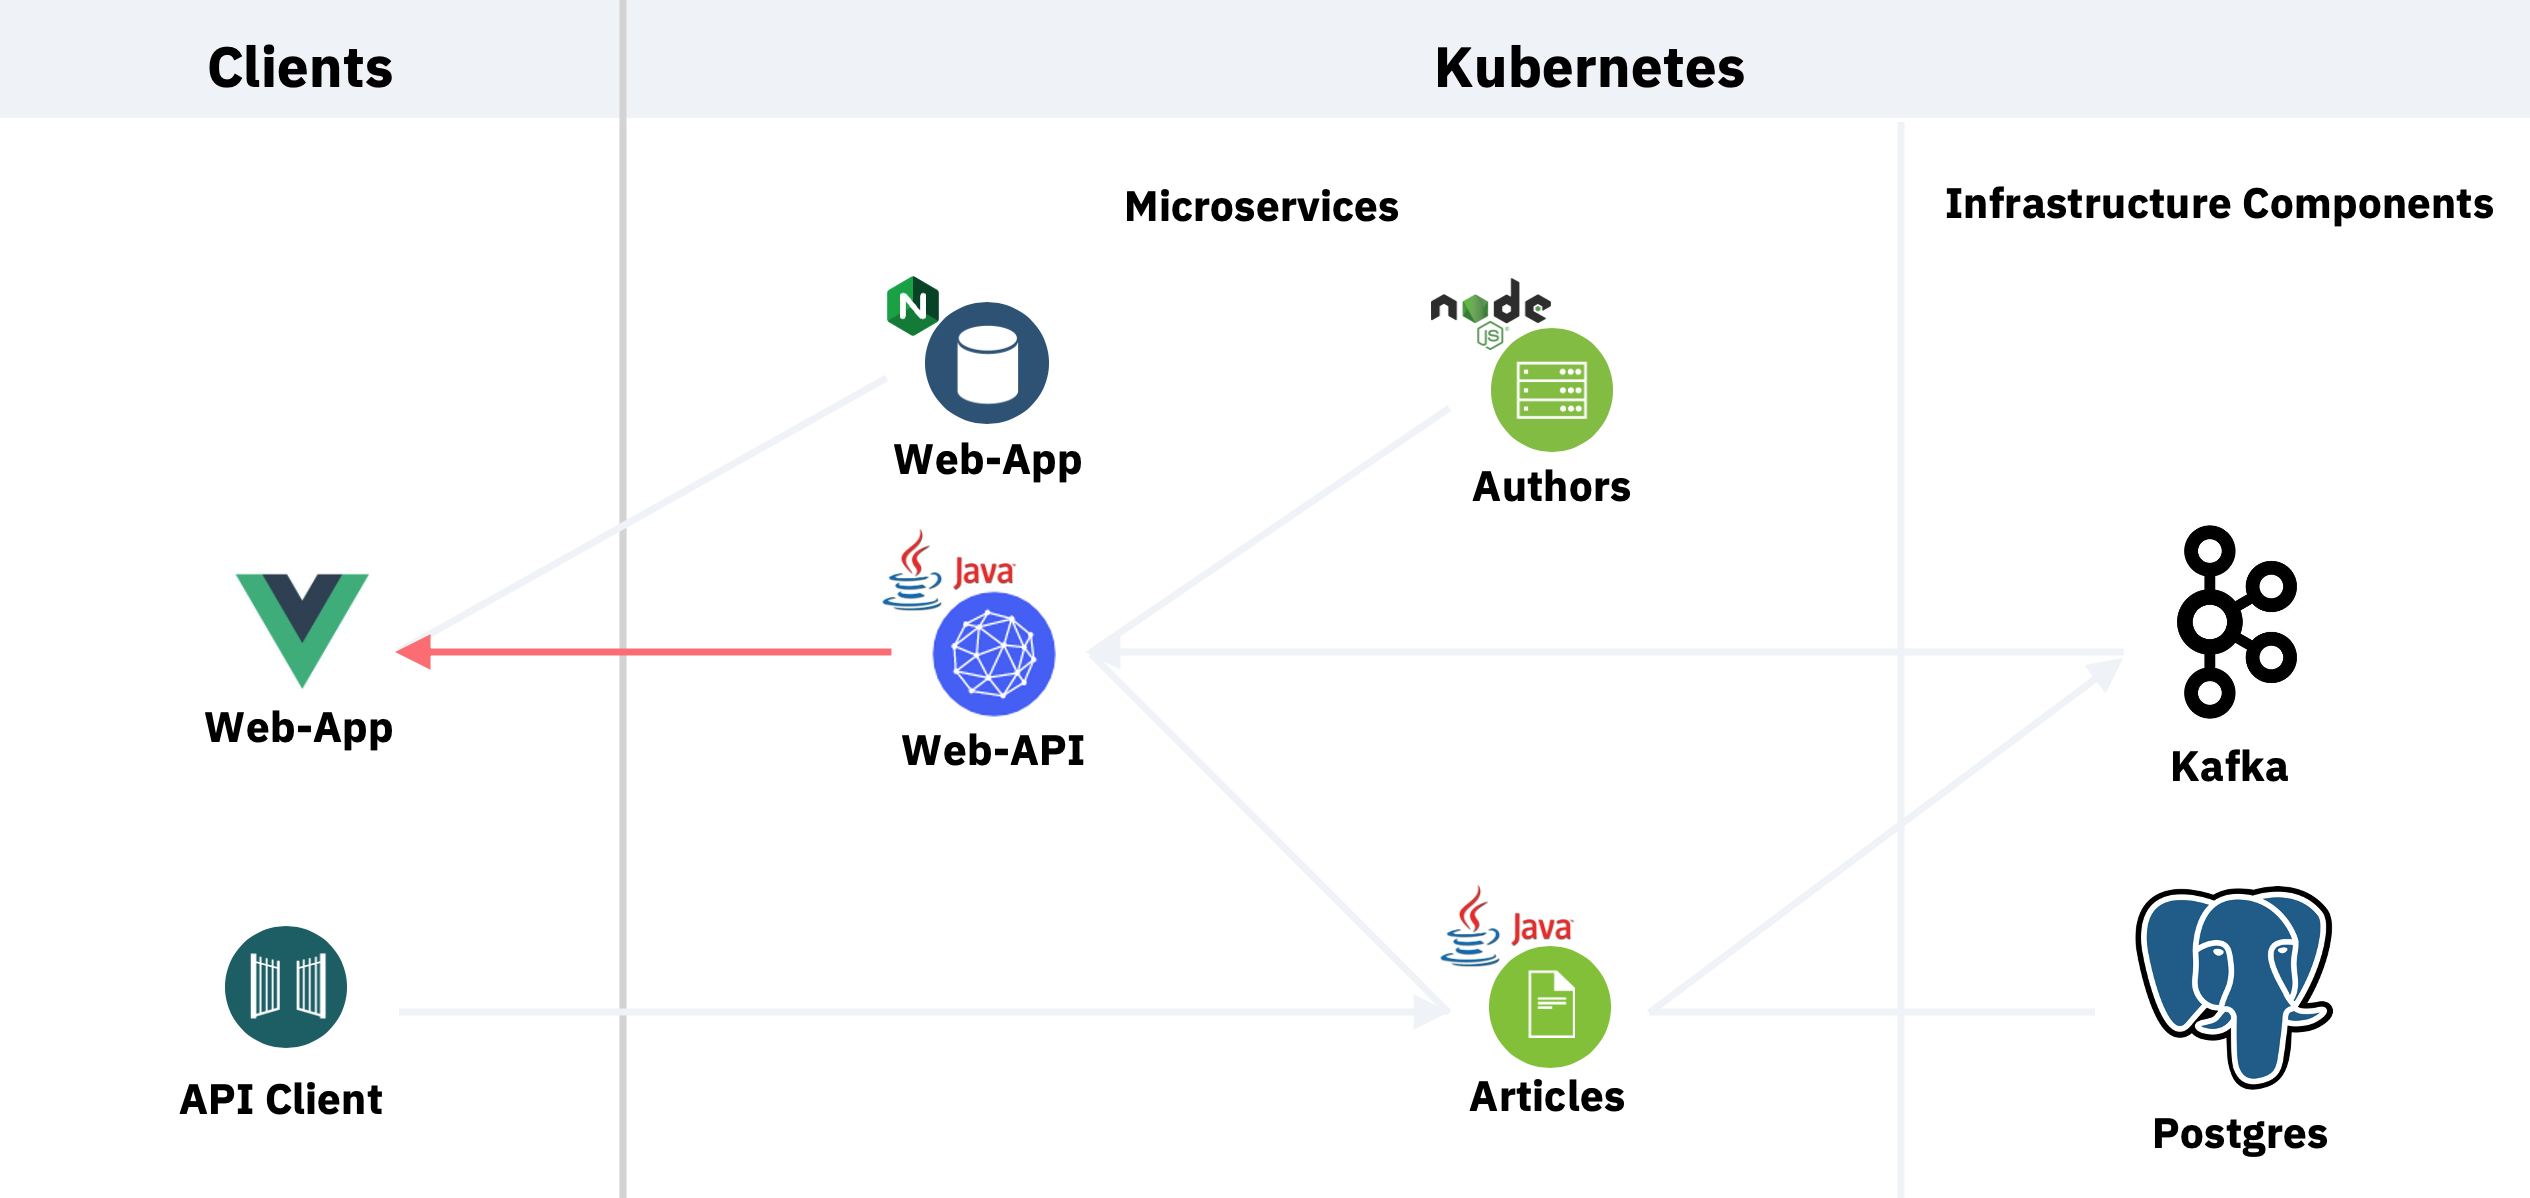 Clients
Kubernetes
Microservices
Infrastructure Components
N
node
JS
Web-App
Authors
Java
Web-App
Web-API
Kafka
Java
API Client
Articles
Postgres